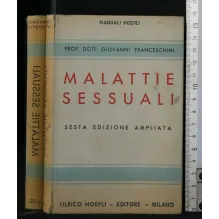 MANUALI HOEPLI
PROF. DOTT. GIOVANNI FRANCESCHINI
MALATTIE
SESSUALI
SESTA EDIZIONE AMPLIATA
ULRICO HOEPLI - EDITORE - MILANO
MALATTIE SESSUALI